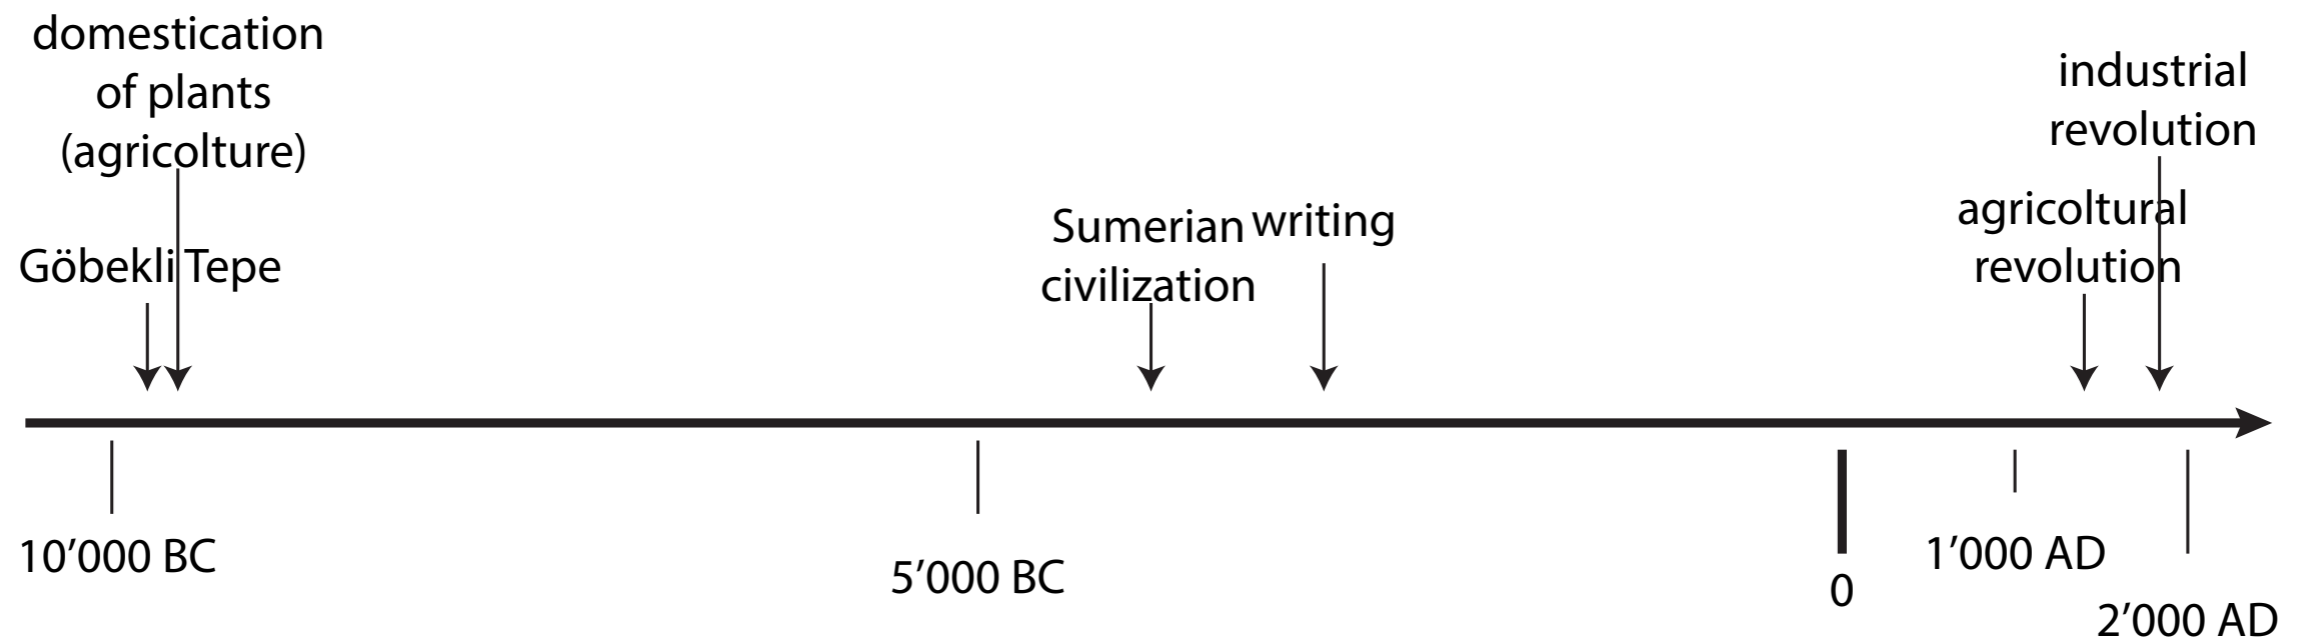 domestication
of plants
(agricolture)
Göbekli Tepe
Sumerian
civilization
writing
industrial
revolution
agricoltural
revolution
10’000 BC
5’000 BC
0
1’000 AD
2’000 AD